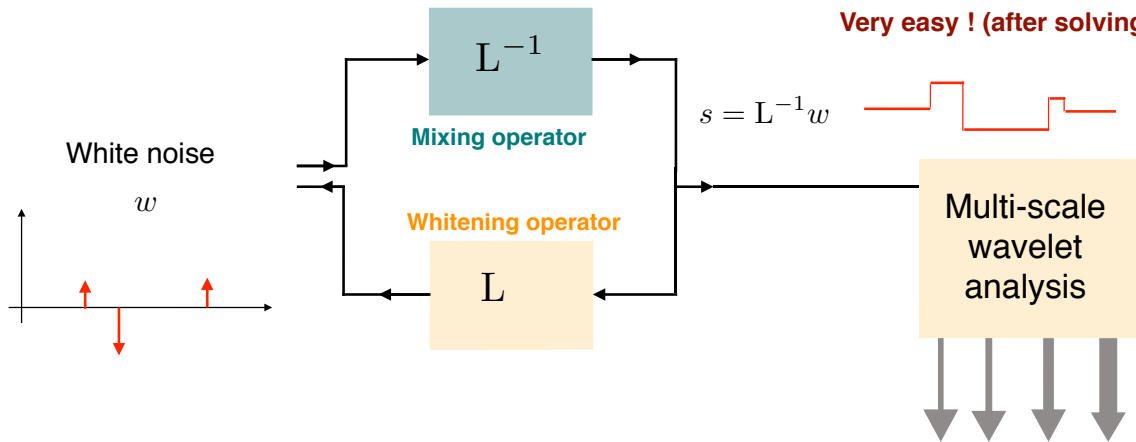 Very easy ! (after solving
L⁻¹
s = L⁻¹w
Mixing operator
White noise
w
Whitening operator
L
Multi-scale
wavelet
analysis